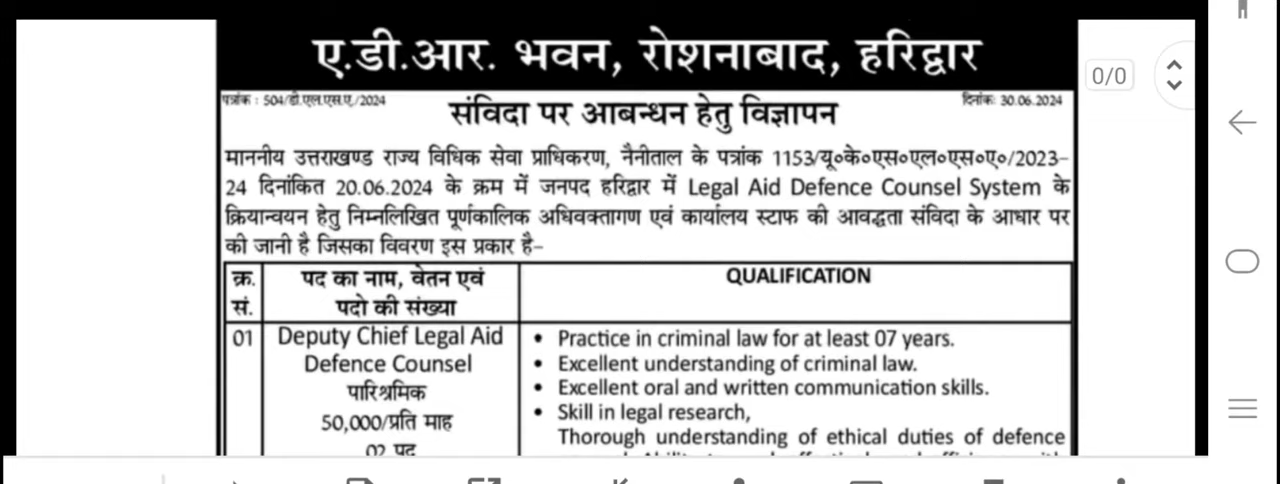 ए.डी.आर. भवन, रोशनाबाद, हरिद्वार
0/0
पत्रांक : 504/डी.एल.एस.ए./2024
दिनांक: 30.06.2024
संविदा पर आबन्धन हेतु विज्ञापन
माननीय उत्तराखण्ड राज्य विधिक सेवा प्राधिकरण, नैनीताल के पत्रांक 1153/यू०के०एस०एल०एस०ए०/2023-
24 दिनांकित 20.06.2024 के क्रम में जनपद हरिद्वार में Legal Aid Defence Counsel System के
क्रियान्वयन हेतु निम्नलिखित पूर्णकालिक अधिवक्तागण एवं कार्यालय स्टाफ की आवद्धता संविदा के आधार पर
की जानी है जिसका विवरण इस प्रकार है-
क्र.
सं.
पद का नाम, वेतन एवं
पदो की संख्या
QUALIFICATION
01
Deputy Chief Legal Aid
Defence Counsel
पारिश्रमिक
50,000/प्रति माह
02 पद
• Practice in criminal law for at least 07 years.
• Excellent understanding of criminal law.
• Excellent oral and written communication skills.
• Skill in legal research,
Thorough understanding of ethical duties of defence